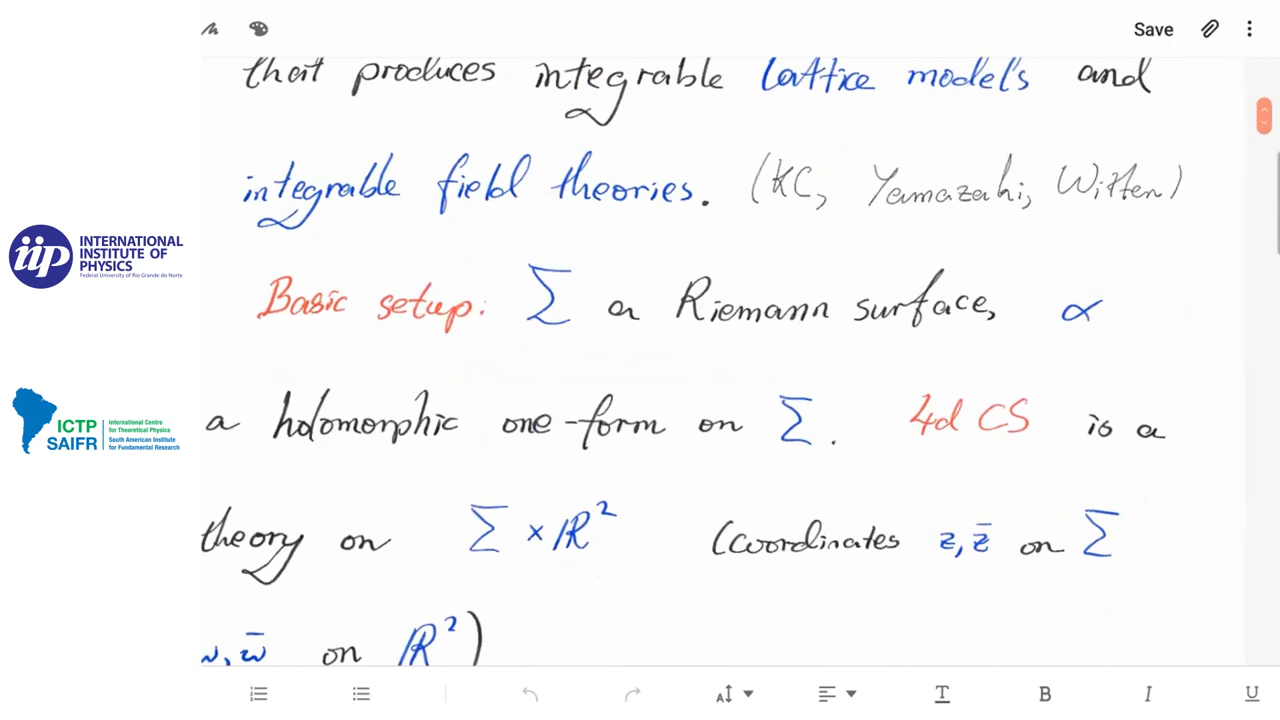 Save
that produces integrable lattice models and
integrable field theories. (KC, Yamazaki, Witten)
Basic setup: Σ a Riemann surface, α
a holomorphic one-form on Σ. 4d CS is a
theory on Σ × ℝ² (coordinates z, z̄ on Σ
w, w̄ on ℝ²)
iip INTERNATIONAL
INSTITUTE OF
PHYSICS
Federal University of Rio Grande do Norte
ICTP
SAIFR
International Centre
for Theoretical Physics
South American Institute
for Fundamental Research
A T B I U